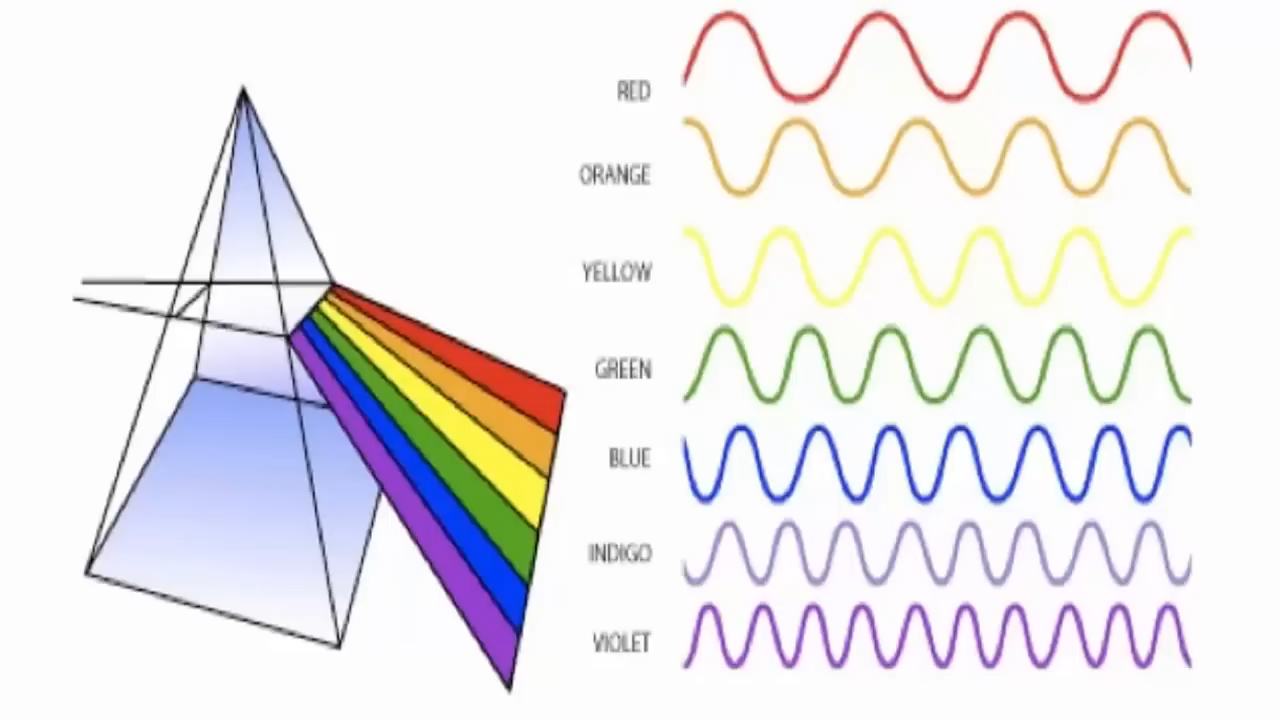 RED
ORANGE
YELLOW
GREEN
BLUE
INDIGO
VIOLET